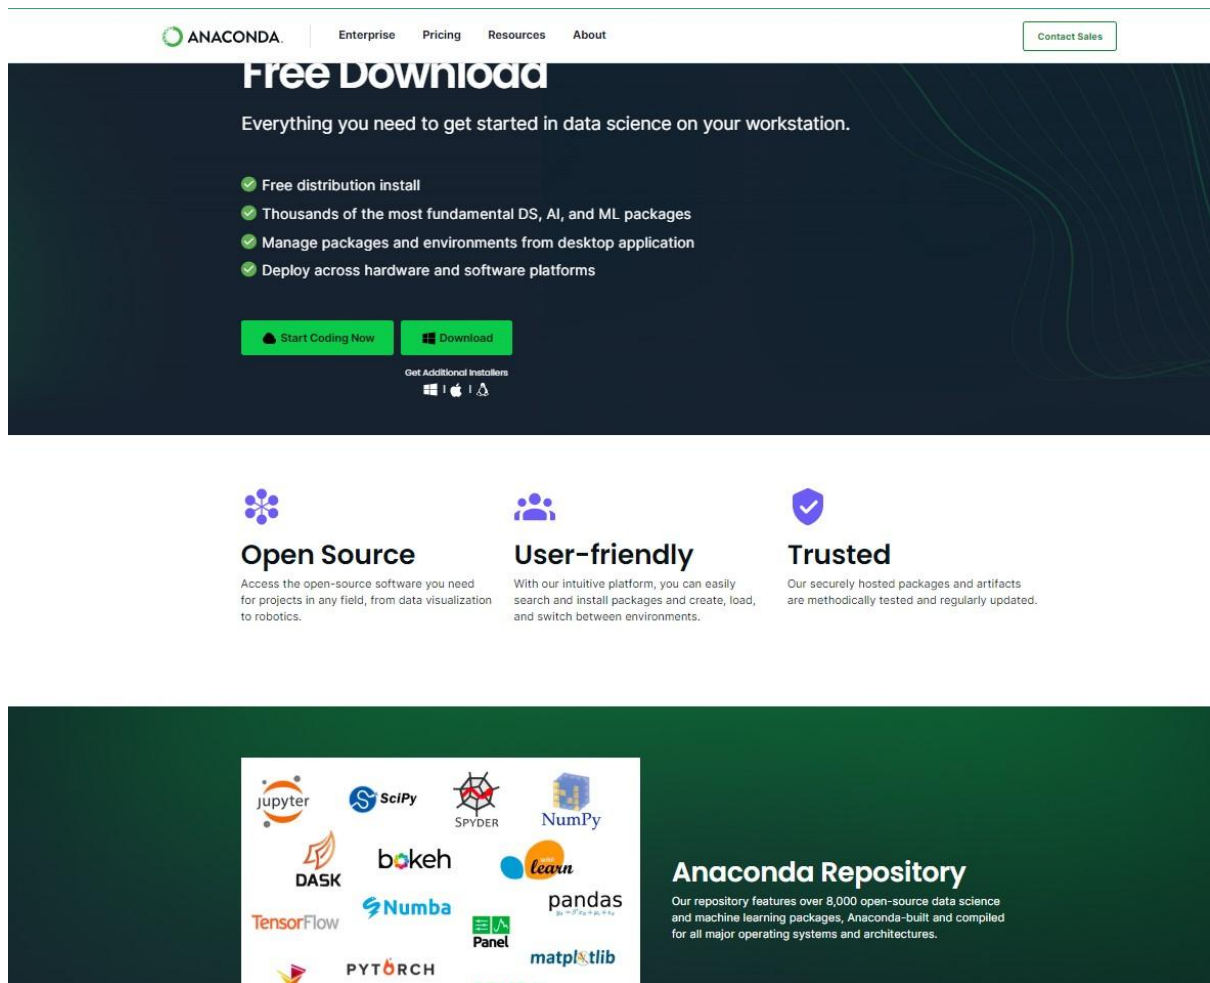 ANACONDA.
Enterprise
Pricing
Resources
About
Contact Sales
Free Download
Everything you need to get started in data science on your workstation.
Free distribution install
Thousands of the most fundamental DS, AI, and ML packages
Manage packages and environments from desktop application
Deploy across hardware and software platforms
Start Coding Now
Download
Get Additional Installers
Open Source
Access the open-source software you need
for projects in any field, from data visualization
to robotics.
User-friendly
With our intuitive platform, you can easily
search and install packages and create, load,
and switch between environments.
Trusted
Our securely hosted packages and artifacts
are methodically tested and regularly updated.
jupyter
SciPy
SPYDER
NumPy
DASK
bokeh
learn
TensorFlow
Numba
pandas
Panel
matplotlib
PYTORCH
Anaconda Repository
Our repository features over 8,000 open-source data science
and machine learning packages, Anaconda-built and compiled
for all major operating systems and architectures.